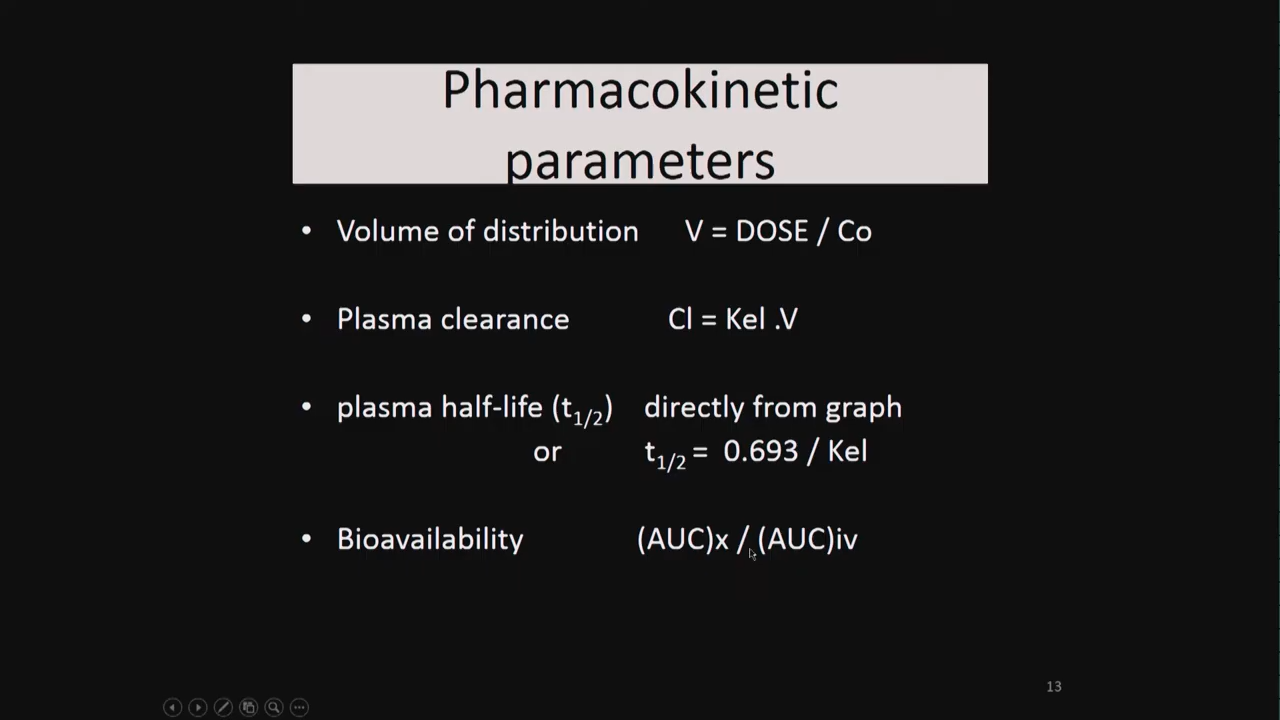 Pharmacokinetic
parameters
• Volume of distribution V = DOSE / Co
• Plasma clearance Cl = Kel .V
• plasma half-life (t1/2) directly from graph
or t1/2 = 0.693 / Kel
• Bioavailability (AUC)x / (AUC)iv
13